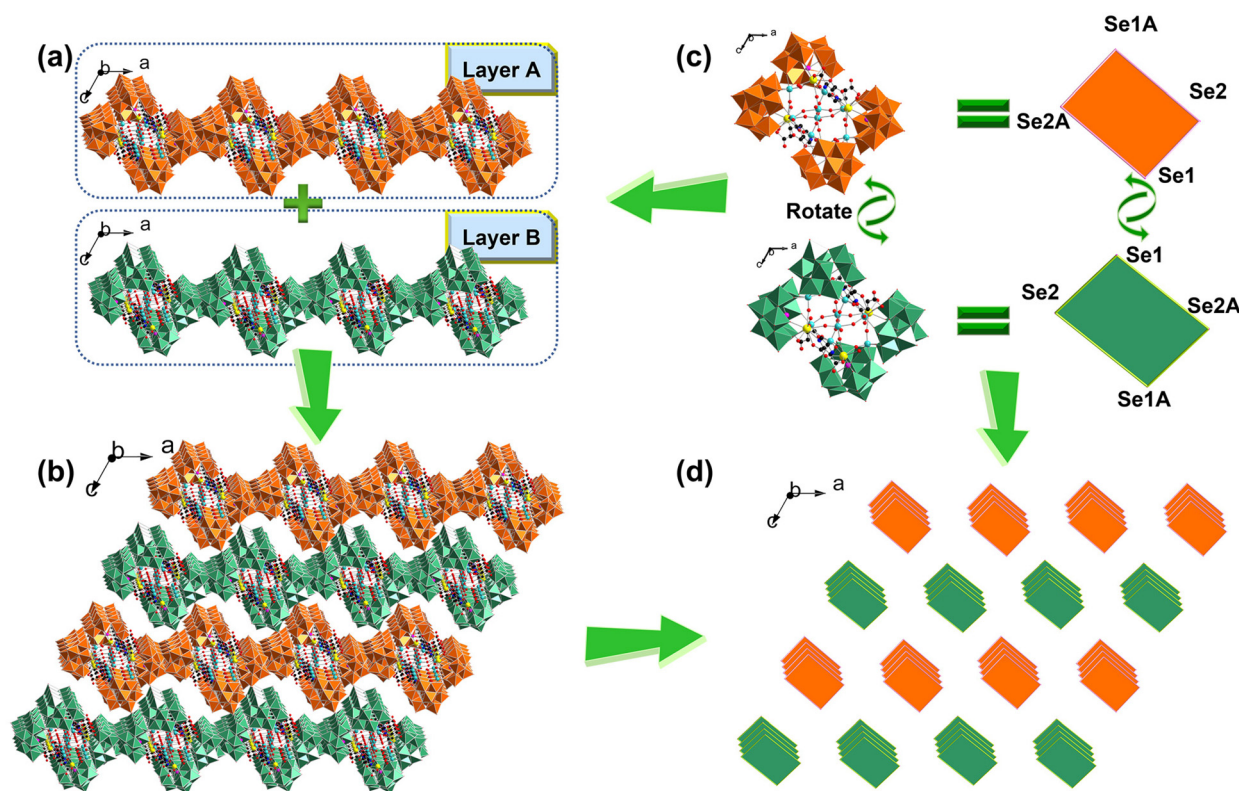 (a)
b a
c
Layer A
b a
c
Layer B
(b)
b a
c
(c)
a
b
c
Se1A
Se2
Se2A
Se1
Rotate
a
b
c
Se1
Se2
Se2A
Se1A
(d)
b a
c